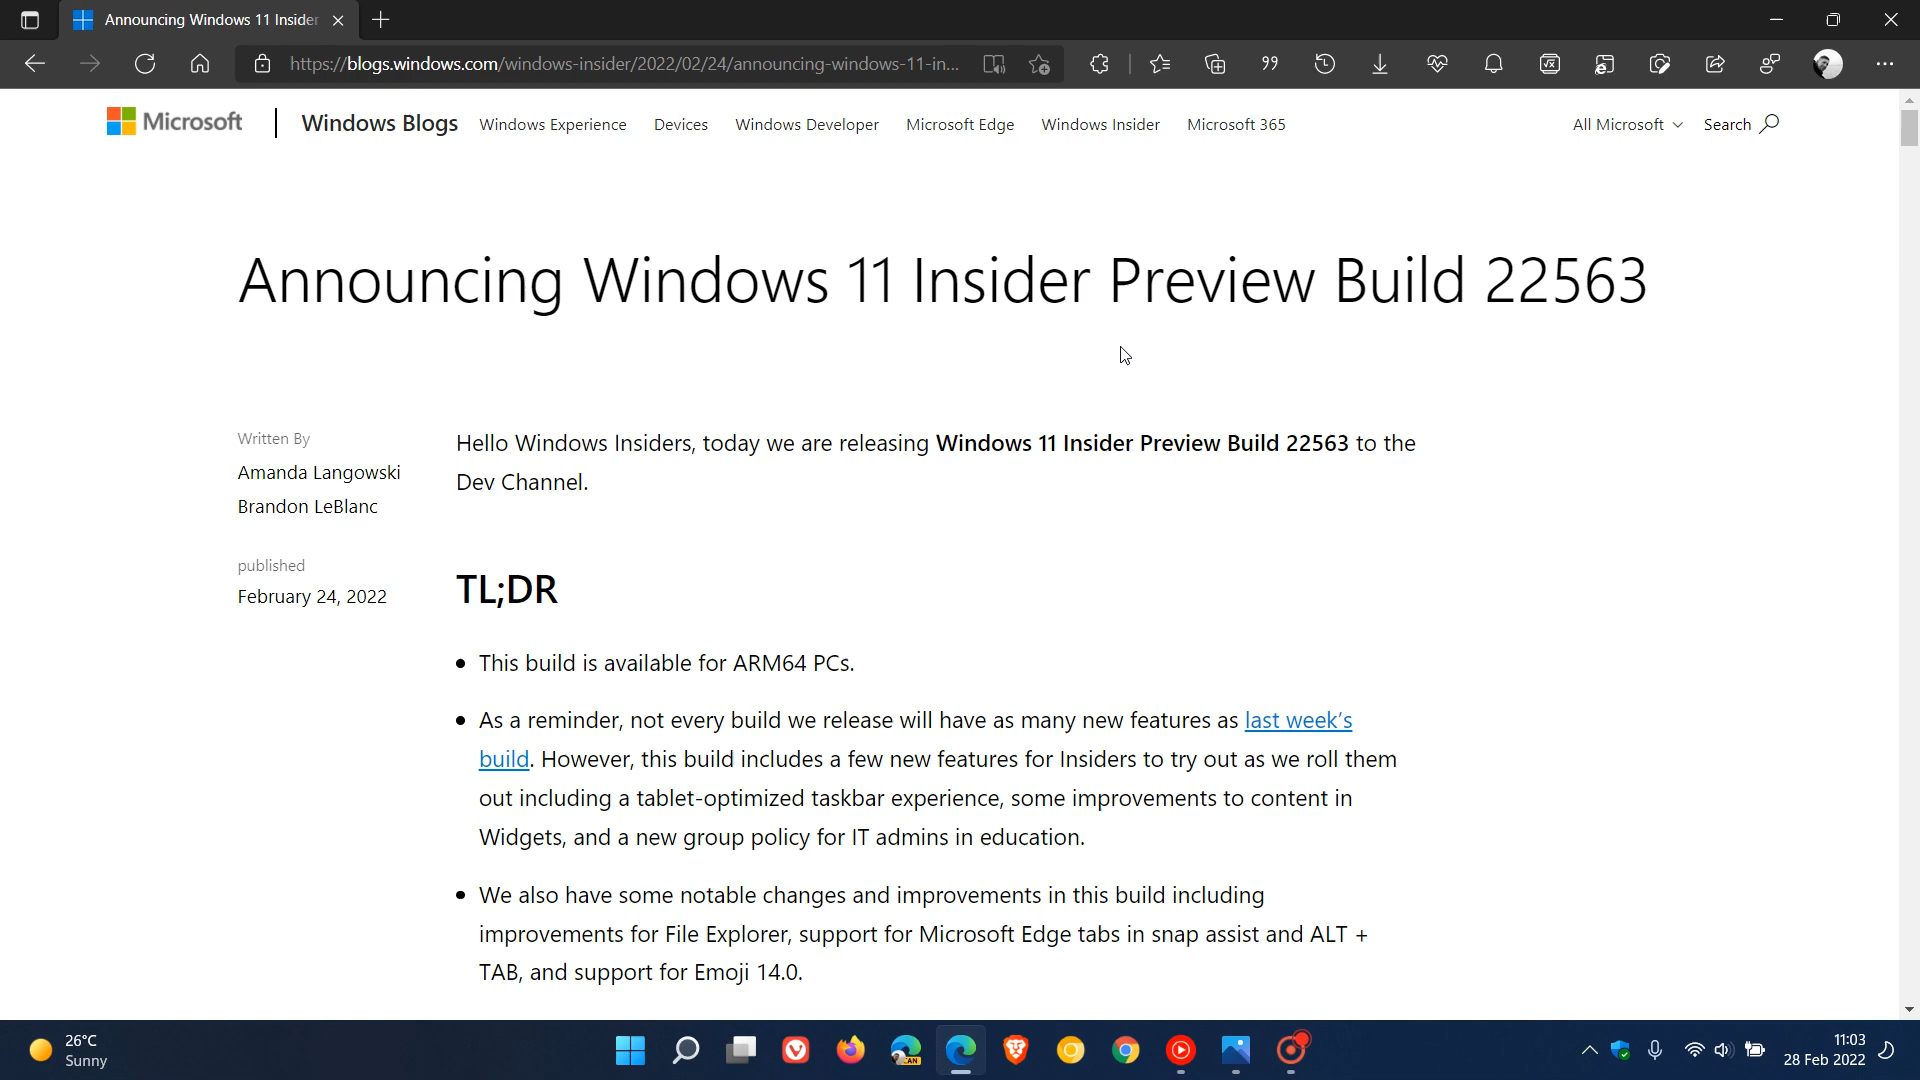 Announcing Windows 11 Insider
https://blogs.windows.com/windows-insider/2022/02/24/announcing-windows-11-in...
Microsoft
Windows Blogs
Windows Experience
Devices
Windows Developer
Microsoft Edge
Windows Insider
Microsoft 365
All Microsoft
Search
Announcing Windows 11 Insider Preview Build 22563
Written By
Amanda Langowski
Brandon LeBlanc
published
February 24, 2022
Hello Windows Insiders, today we are releasing Windows 11 Insider Preview Build 22563 to the
Dev Channel.
TL;DR
• This build is available for ARM64 PCs.
• As a reminder, not every build we release will have as many new features as last week’s
build. However, this build includes a few new features for Insiders to try out as we roll them
out including a tablet-optimized taskbar experience, some improvements to content in
Widgets, and a new group policy for IT admins in education.
• We also have some notable changes and improvements in this build including
improvements for File Explorer, support for Microsoft Edge tabs in snap assist and ALT +
TAB, and support for Emoji 14.0.
26°C
Sunny
CAN
11:03
28 Feb 2022